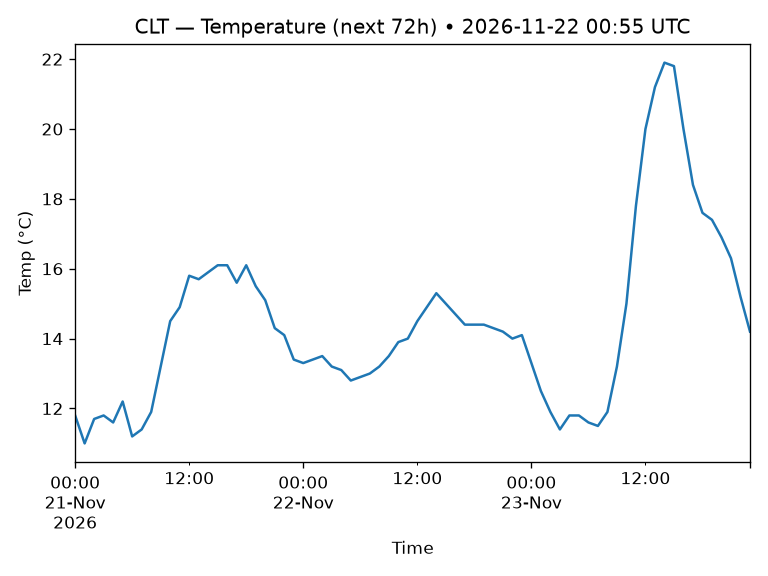 CLT — Temperature (next 72h) • 2026-11-22 00:55 UTC
Temp (°C)
22
20
18
16
14
12
00:00 12:00 00:00 12:00 00:00 12:00
21-Nov 22-Nov 23-Nov
2026
Time